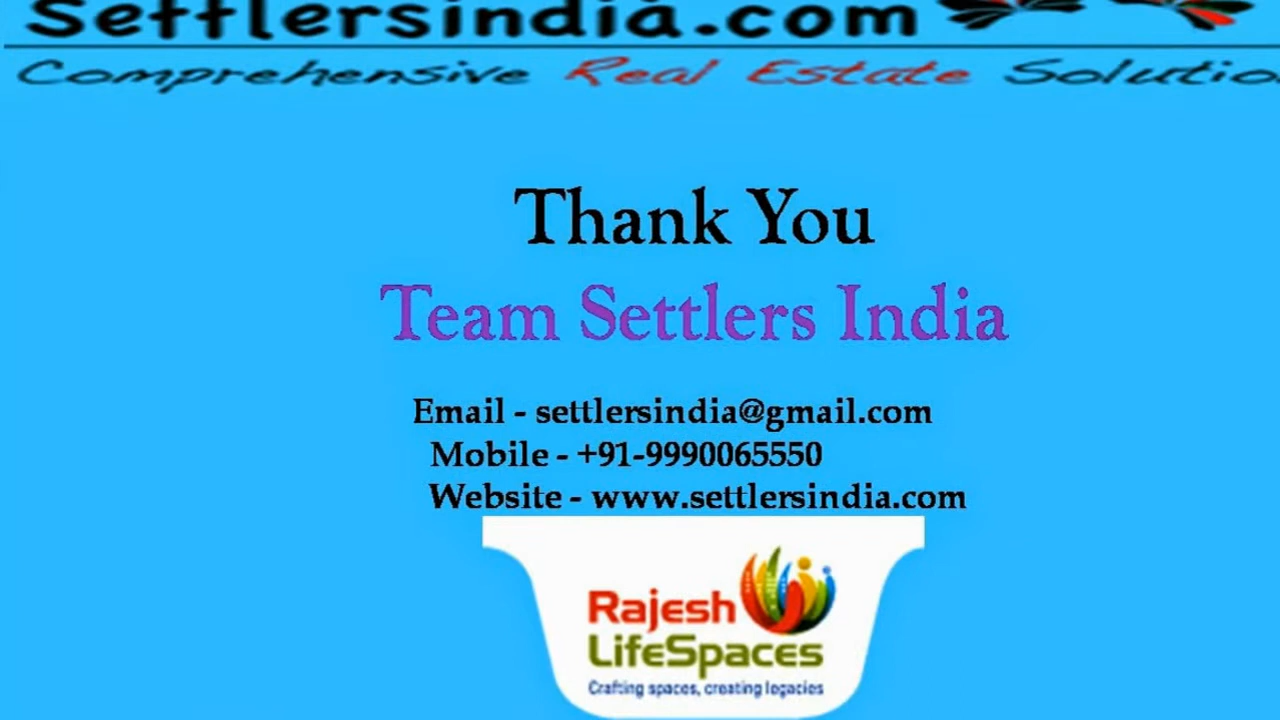 Settlersindia.com
Comprehensive Real Estate Solutio
Thank You
Team Settlers India
Email - settlersindia@gmail.com
Mobile - +91-9990065550
Website - www.settlersindia.com
Rajesh
LifeSpaces
Crafting spaces, creating legacies